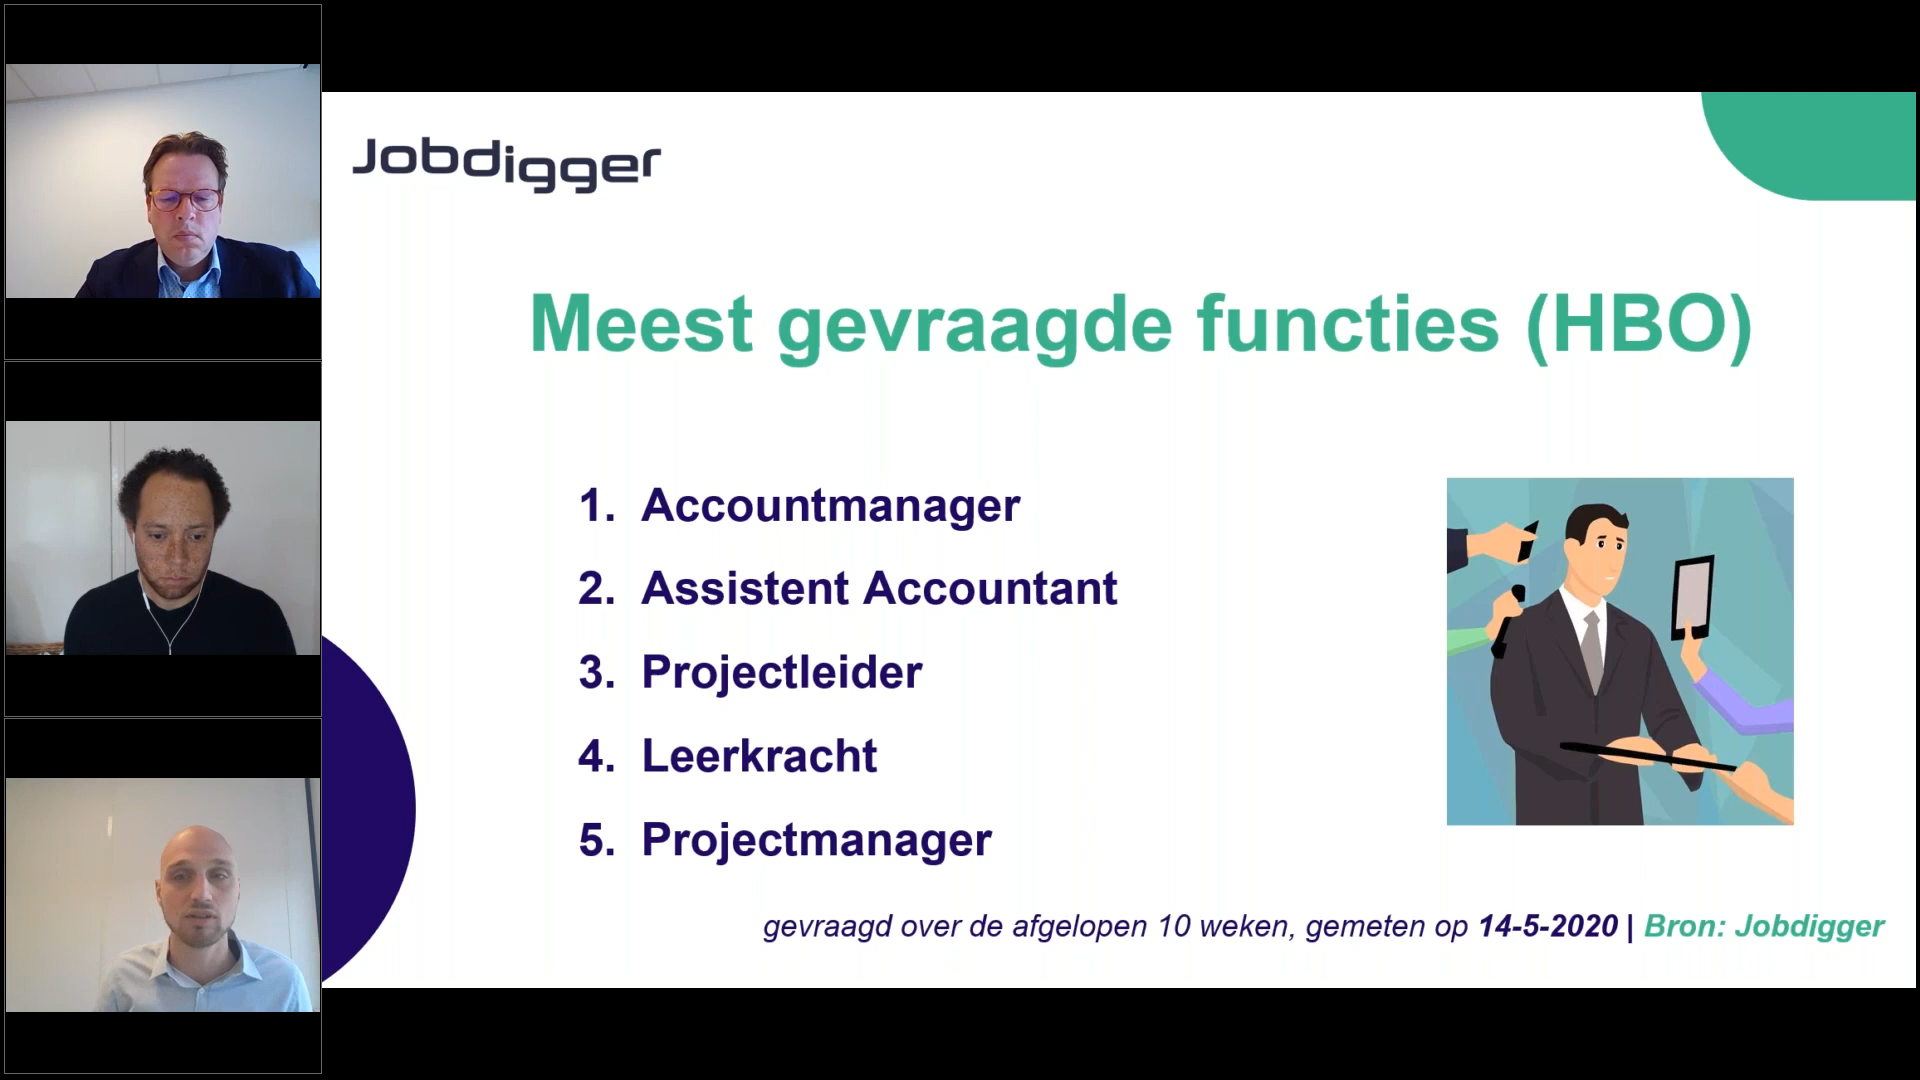 Jobdigger
Meest gevraagde functies (HBO)
1. Accountmanager
2. Assistent Accountant
3. Projectleider
4. Leerkracht
5. Projectmanager
gevraagd over de afgelopen 10 weken, gemeten op 14-5-2020 | Bron: Jobdigger